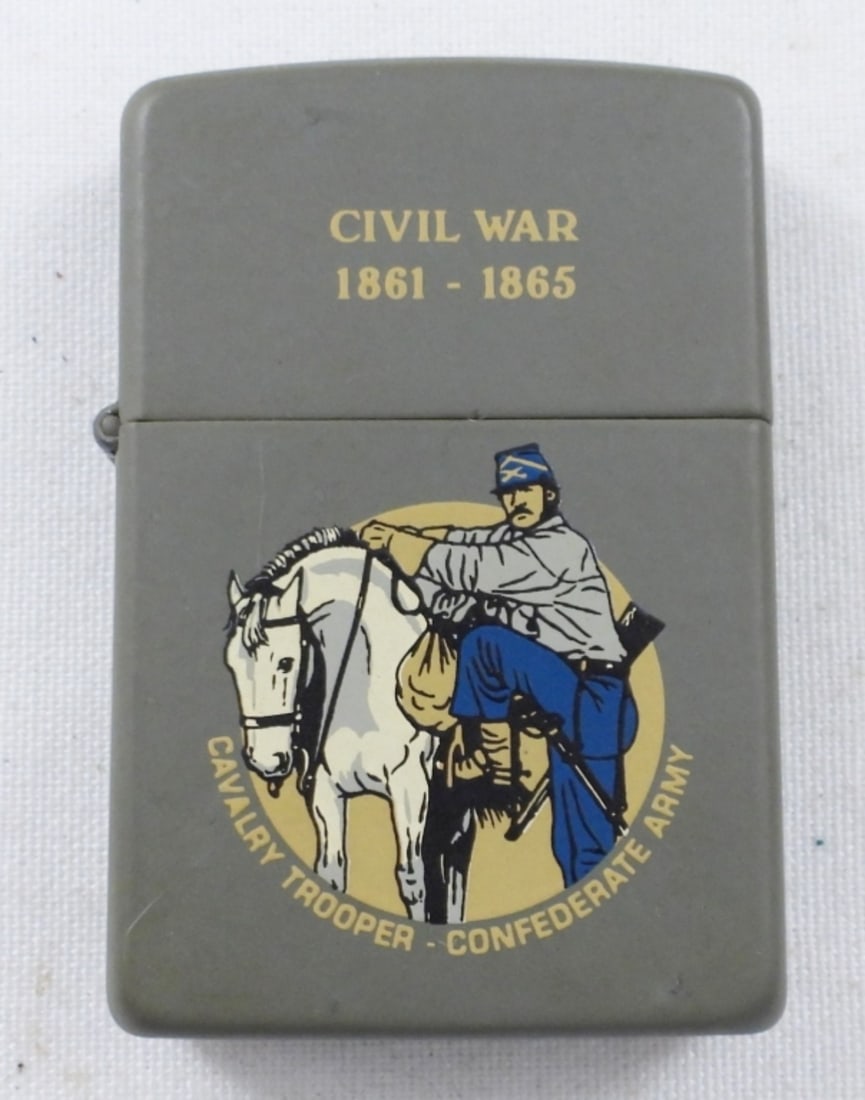 CIVIL WAR
1861 - 1865
CAVALRY TROOPER - CONFEDERATE ARMY